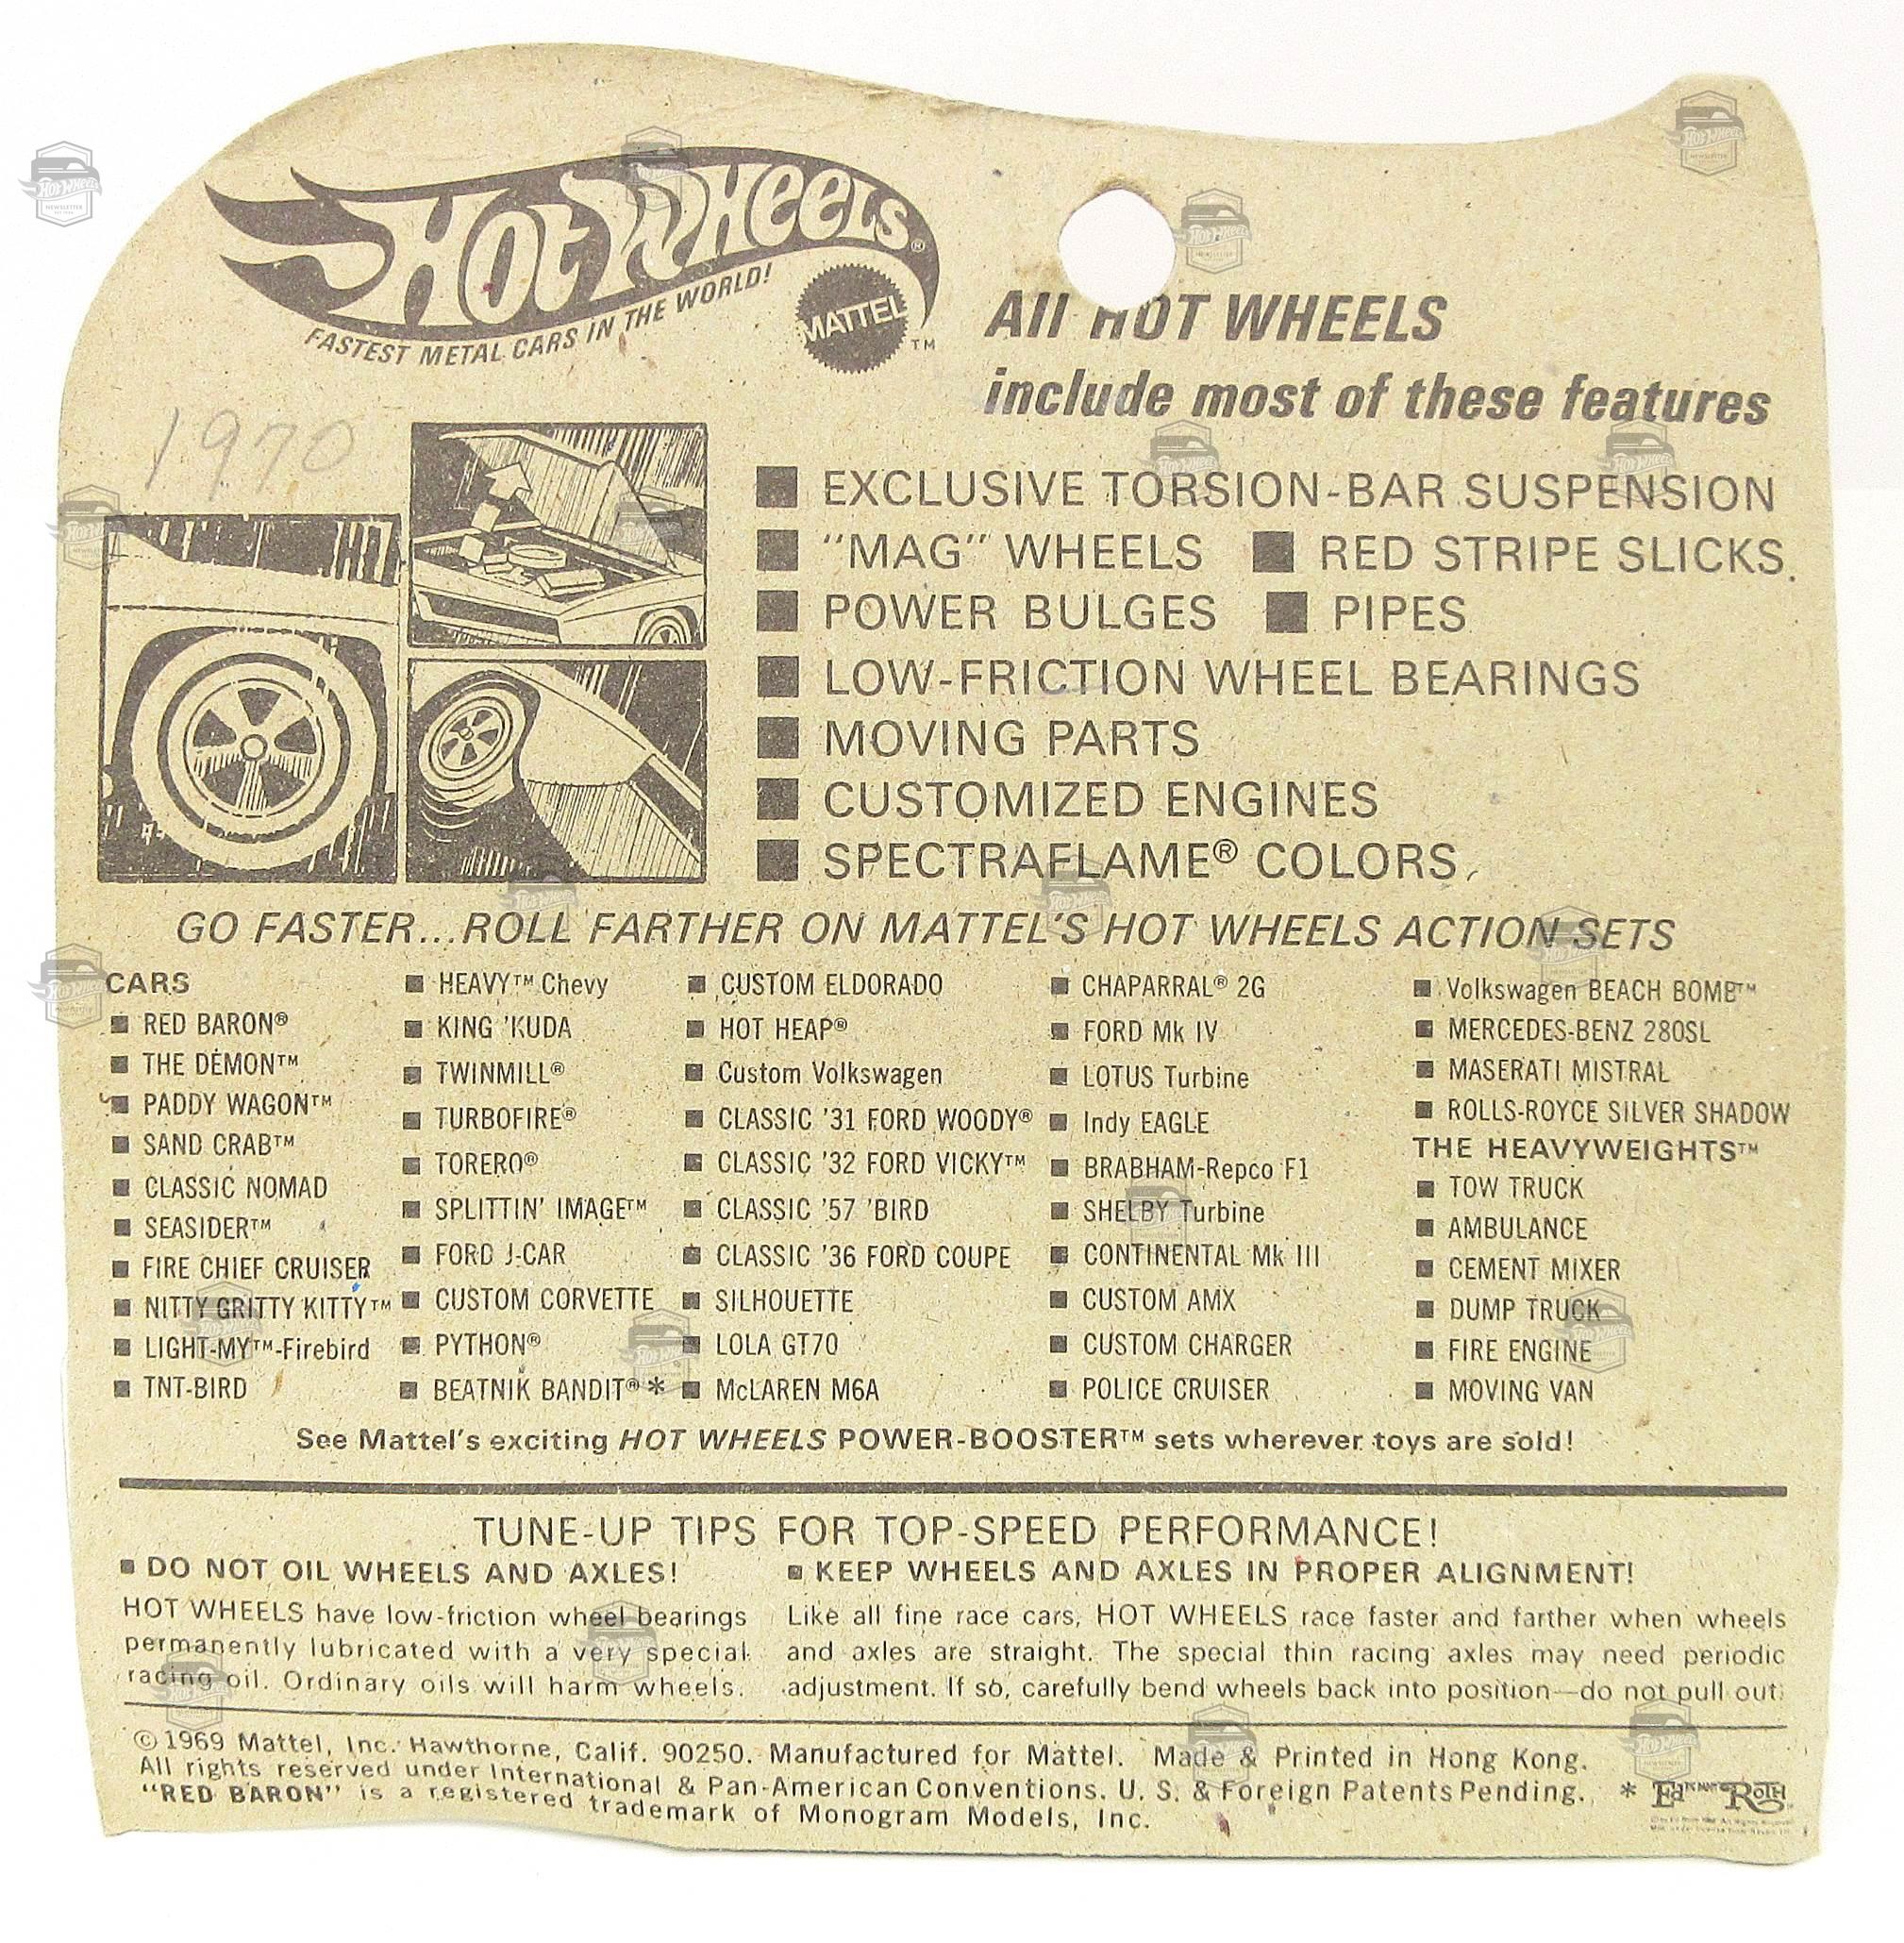 HOT WHEELS®
FASTEST METAL CARS IN THE WORLD!
MATTEL™
All HOT WHEELS
include most of these features
1970
■ EXCLUSIVE TORSION-BAR SUSPENSION
■ "MAG" WHEELS ■ RED STRIPE SLICKS
■ POWER BULGES ■ PIPES
■ LOW-FRICTION WHEEL BEARINGS
■ MOVING PARTS
■ CUSTOMIZED ENGINES
■ SPECTRAFLAME® COLORS
GO FASTER...ROLL FARTHER ON MATTEL'S HOT WHEELS ACTION SETS
CARS
■ RED BARON®
■ THE DEMON™
■ PADDY WAGON™
■ SAND CRAB™
■ CLASSIC NOMAD
■ SEASIDER™
■ FIRE CHIEF CRUISER
■ NITTY GRITTY KITTY™
■ LIGHT-MY™-Firebird
■ TNT-BIRD
■ HEAVY™ Chevy
■ KING 'KUDA
■ TWINMILL®
■ TURBOFIRE®
■ TORERO®
■ SPLITTIN' IMAGE™
■ FORD J-CAR
■ CUSTOM CORVETTE
■ PYTHON®
■ BEATNIK BANDIT® *
■ CUSTOM ELDORADO
■ HOT HEAP®
■ Custom Volkswagen
■ CLASSIC '31 FORD WOODY®
■ CLASSIC '32 FORD VICKY™
■ CLASSIC '57 'BIRD
■ CLASSIC '36 FORD COUPE
■ SILHOUETTE
■ LOLA GT70
■ McLAREN M6A
■ CHAPARRAL® 2G
■ FORD Mk IV
■ LOTUS Turbine
■ Indy EAGLE
■ BRABHAM-Repco F1
■ SHELBY Turbine
■ CONTINENTAL Mk III
■ CUSTOM AMX
■ CUSTOM CHARGER
■ POLICE CRUISER
■ Volkswagen BEACH BOMB™
■ MERCEDES-BENZ 280SL
■ MASERATI MISTRAL
■ ROLLS-ROYCE SILVER SHADOW
THE HEAVYWEIGHTS™
■ TOW TRUCK
■ AMBULANCE
■ CEMENT MIXER
■ DUMP TRUCK
■ FIRE ENGINE
■ MOVING VAN
See Mattel's exciting HOT WHEELS POWER-BOOSTER™ sets wherever toys are sold!
TUNE-UP TIPS FOR TOP-SPEED PERFORMANCE!
■ DO NOT OIL WHEELS AND AXLES!
HOT WHEELS have low-friction wheel bearings
permanently lubricated with a very special
racing oil. Ordinary oils will harm wheels.
■ KEEP WHEELS AND AXLES IN PROPER ALIGNMENT!
Like all fine race cars, HOT WHEELS race faster and farther when wheels
and axles are straight. The special thin racing axles may need periodic
adjustment. If so, carefully bend wheels back into position—do not pull out.
© 1969 Mattel, Inc. Hawthorne, Calif. 90250. Manufactured for Mattel. Made & Printed in Hong Kong.
All rights reserved under International & Pan-American Conventions. U. S. & Foreign Patents Pending.
"RED BARON" is a registered trademark of Monogram Models, Inc.
* Ed Roth